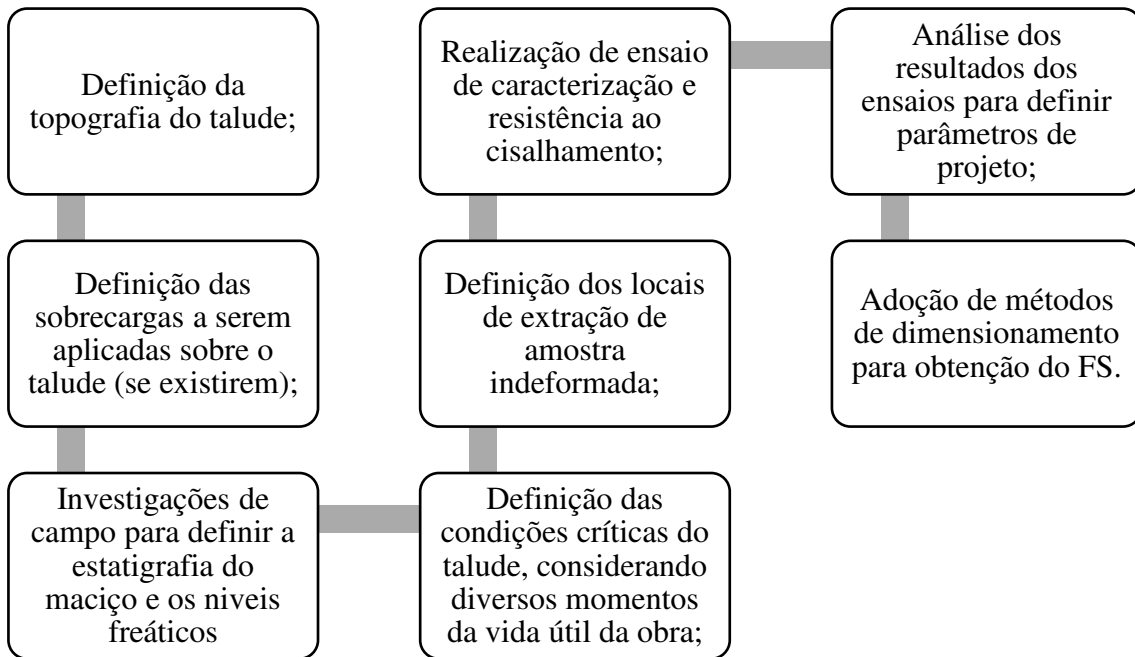 Definição da
topografia do talude;
Definição das
sobrecargas a serem
aplicadas sobre o
talude (se existirem);
Investigações de
campo para definir a
estatigrafia do
maciço e os niveis
freáticos
Definição das
condições críticas do
talude, considerando
diversos momentos
da vida útil da obra;
Definição dos locais
de extração de
amostra
indeformada;
Realização de ensaio
de caracterização e
resistência ao
cisalhamento;
Análise dos
resultados dos
ensaios para definir
parâmetros de
projeto;
Adoção de métodos
de dimensionamento
para obtenção do FS.